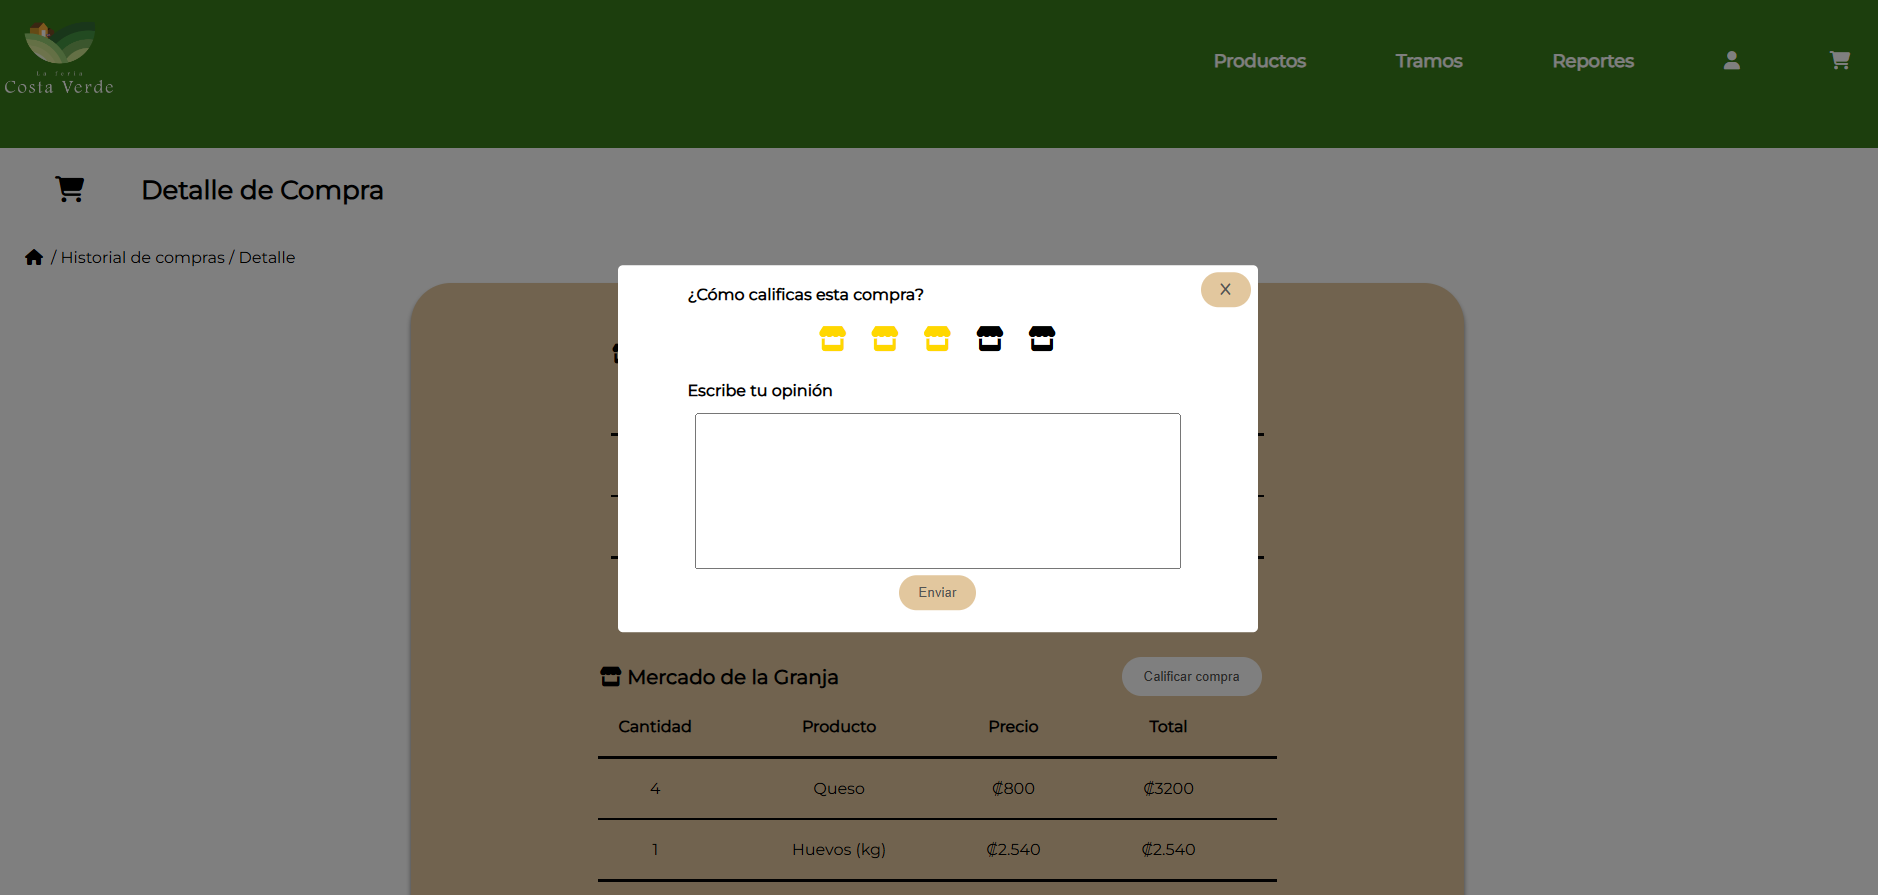 La feria
Costa Verde
Productos
Tramos
Reportes
Detalle de Compra
/ Historial de compras / Detalle
¿Cómo calificas esta compra?
X
Escribe tu opinión
Enviar
Mercado de la Granja
Calificar compra
Cantidad Producto Precio Total
4 Queso ₡800 ₡3200
1 Huevos (kg) ₡2.540 ₡2.540